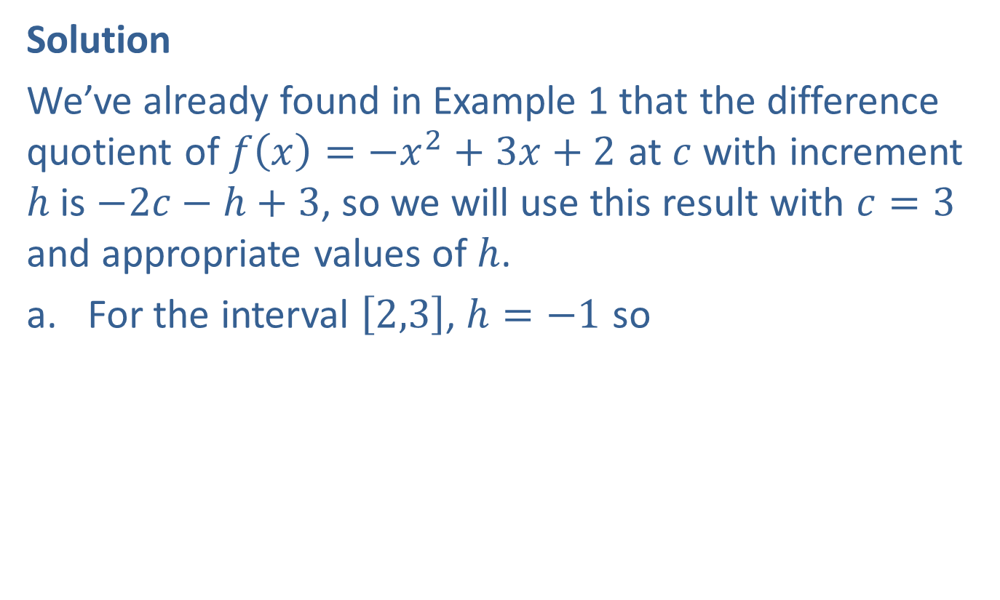 Solution
We’ve already found in Example 1 that the difference
quotient of f(x) = −x² + 3x + 2 at c with increment
h is −2c − h + 3, so we will use this result with c = 3
and appropriate values of h.
a. For the interval [2,3], h = −1 so